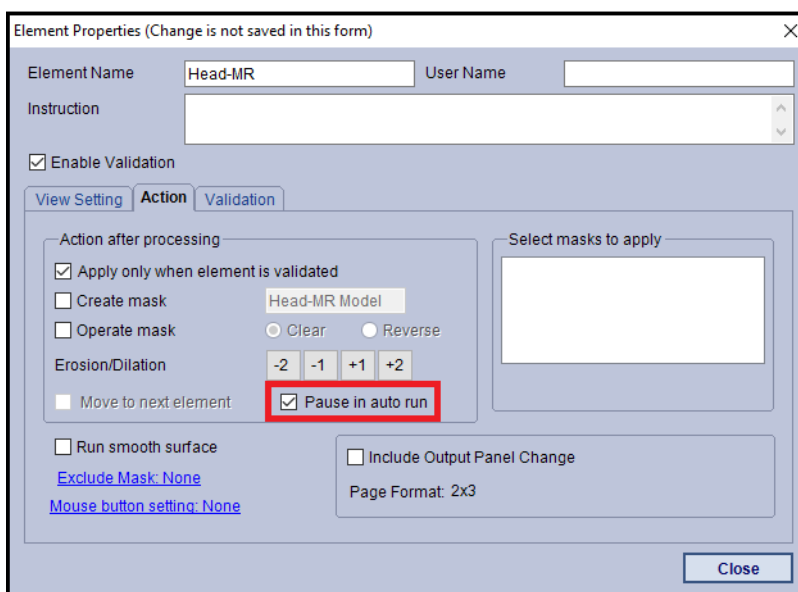 Element Properties (Change is not saved in this form)
Element Name Head-MR User Name
Instruction
Enable Validation
View Setting Action Validation
Action after processing
Apply only when element is validated
Create mask Head-MR Model
Operate mask Clear Reverse
Erosion/Dilation -2 -1 +1 +2
Move to next element Pause in auto run
Select masks to apply
Run smooth surface
Exclude Mask: None
Mouse button setting: None
Include Output Panel Change
Page Format: 2x3
Close